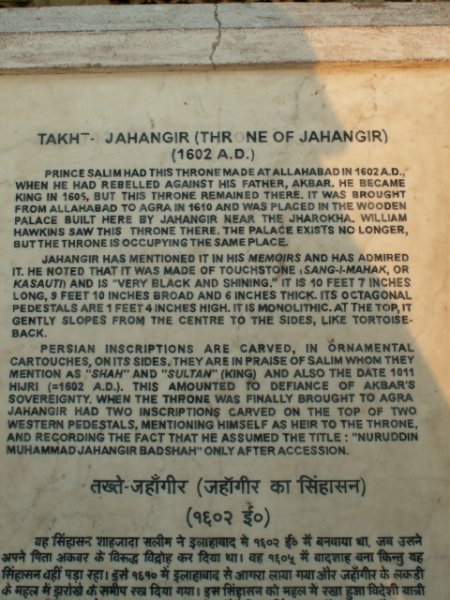 TAKHT- JAHANGIR (THRONE OF JAHANGIR)
(1602 A.D.)
PRINCE SALIM HAD THIS THRONE MADE AT ALLAHABAD IN 1602 A.D.,
WHEN HE HAD REBELLED AGAINST HIS FATHER, AKBAR. HE BECAME
KING IN 1605, BUT THIS THRONE REMAINED THERE. IT WAS BROUGHT
FROM ALLAHABAD TO AGRA IN 1610 AND WAS PLACED IN THE WOODEN
PALACE BUILT HERE BY JAHANGIR NEAR THE JHAROKHA. WILLIAM
HAWKINS SAW THIS THRONE THERE. THE PALACE EXISTS NO LONGER,
BUT THE THRONE IS OCCUPYING THE SAME PLACE.
JAHANGIR HAS MENTIONED IT IN HIS MEMOIRS AND HAS ADMIRED
IT. HE NOTED THAT IT WAS MADE OF TOUCHSTONE (SANG-I-MAHAK, OR
KASAUTI) AND IS "VERY BLACK AND SHINING." IT IS 10 FEET 7 INCHES
LONG, 9 FEET 10 INCHES BROAD AND 6 INCHES THICK. ITS OCTAGONAL
PEDESTALS ARE 1 FEET 4 INCHES HIGH. IT IS MONOLITHIC. AT THE TOP, IT
GENTLY SLOPES FROM THE CENTRE TO THE SIDES, LIKE TORTOISE-
BACK.
PERSIAN INSCRIPTIONS ARE CARVED, IN ORNAMENTAL
CARTOUCHES, ON ITS SIDES. THEY ARE IN PRAISE OF SALIM WHOM THEY
MENTION AS "SHAH" AND "SULTAN" (KING) AND ALSO THE DATE 1011
HIJRI (=1602 A.D.). THIS AMOUNTED TO DEFIANCE OF AKBAR'S
SOVEREIGNTY. WHEN THE THRONE WAS FINALLY BROUGHT TO AGRA
JAHANGIR HAD TWO INSCRIPTIONS CARVED ON THE TOP OF TWO
WESTERN PEDESTALS, MENTIONING HIMSELF AS HEIR TO THE THRONE,
AND RECORDING THE FACT THAT HE ASSUMED THE TITLE : "NURUDDIN
MUHAMMAD JAHANGIR BADSHAH" ONLY AFTER ACCESSION.
तख्ते-जहाँगीर (जहाँगीर का सिंहासन)
(१६०२ ई०)
यह सिंहासन शाहजादा सलीम ने इलाहाबाद मे १६०२ ई० में बनवाया था, जब उसने
अपने पिता अकबर के विरूद्ध विद्रोह कर दिया था। वह १६०५ में बादशाह बना किन्तु यह
सिंहासन वहीं पड़ा रहा। इसे १६१० में इलाहाबाद से आगरा लाया गया और जहाँगीर के लकड़ी
के महल में झरोखे के समीप रख दिया गया। इस सिंहासन को महल में रखा हुआ विदेशी यात्री